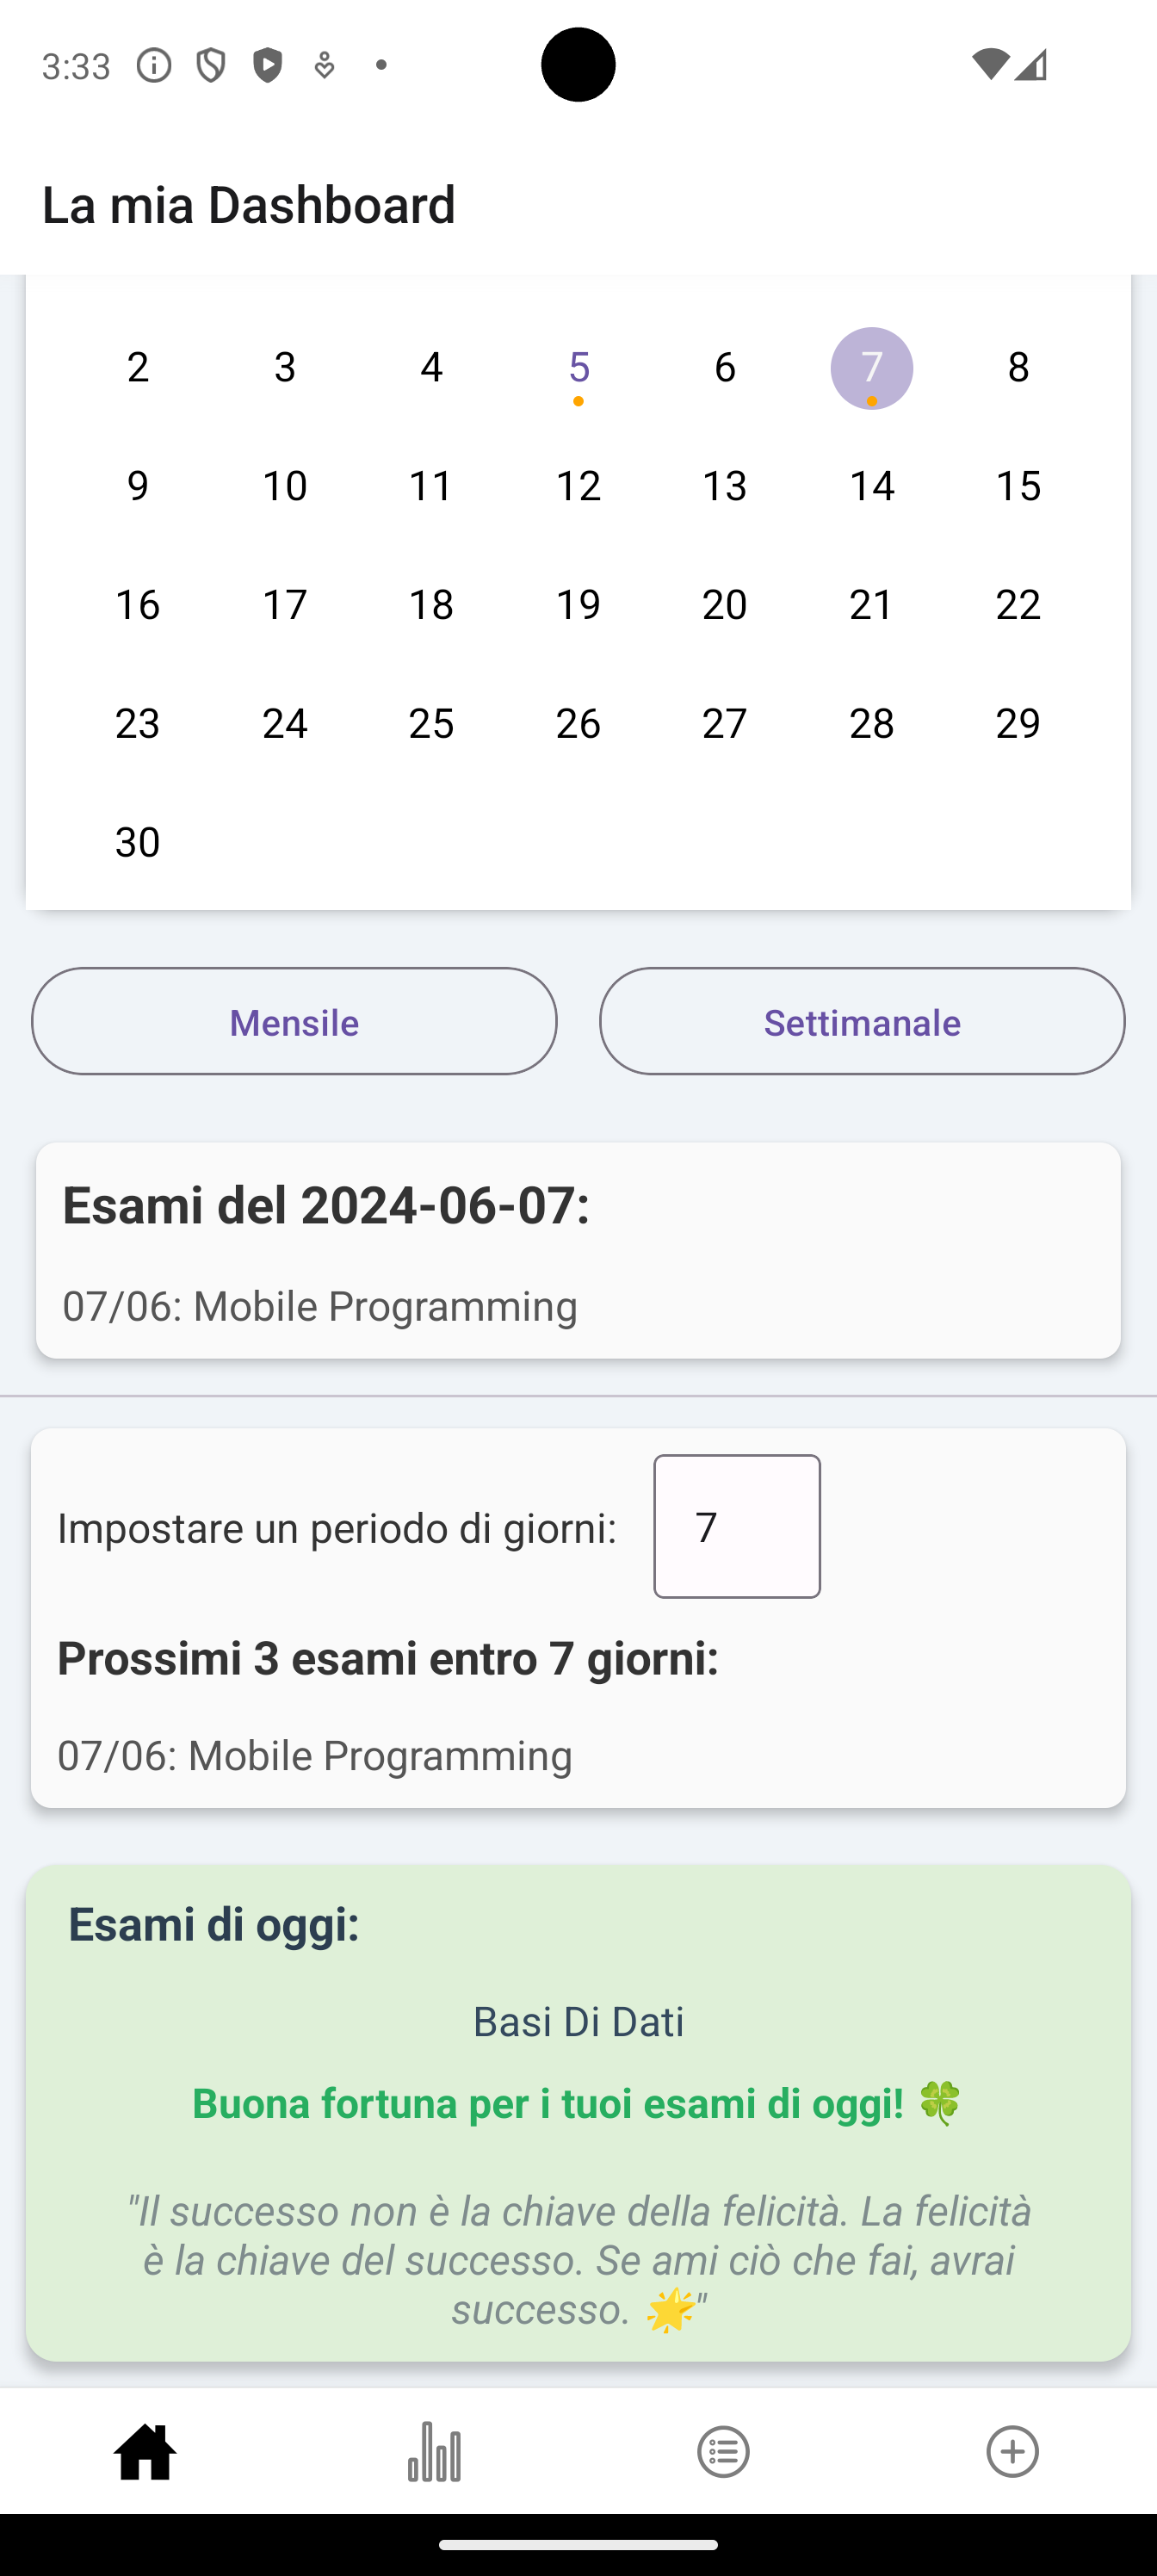 3:33
La mia Dashboard
2 3 4 5 6 7 8
9 10 11 12 13 14 15
16 17 18 19 20 21 22
23 24 25 26 27 28 29
30
Mensile Settimanale
Esami del 2024-06-07:
07/06: Mobile Programming
Impostare un periodo di giorni: 7
Prossimi 3 esami entro 7 giorni:
07/06: Mobile Programming
Esami di oggi:
Basi Di Dati
Buona fortuna per i tuoi esami di oggi! 🍀
"Il successo non è la chiave della felicità. La felicità
è la chiave del successo. Se ami ciò che fai, avrai
successo. 🌟"